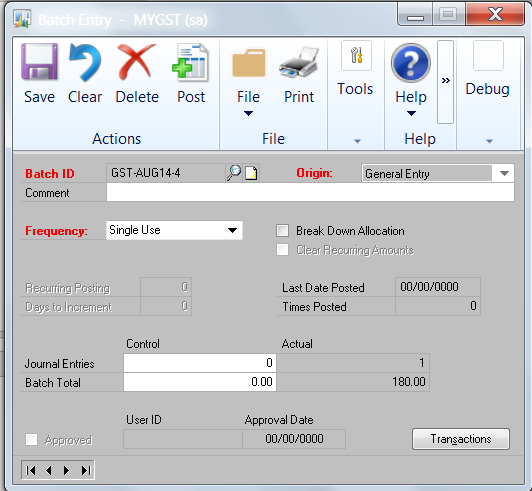 Batch Entry - MYGST (sa)
Save Clear Delete Post File Print Tools Help » Debug
Actions File Help
Batch ID GST-AUG14-4 Origin: General Entry
Comment
Frequency: Single Use Break Down Allocation
Clear Recurring Amounts
Recurring Posting 0 Last Date Posted 00/00/0000
Days to Increment 0 Times Posted 0
Control Actual
Journal Entries 0 1
Batch Total 0.00 180.00
User ID Approval Date
Approved 00/00/0000 Transactions